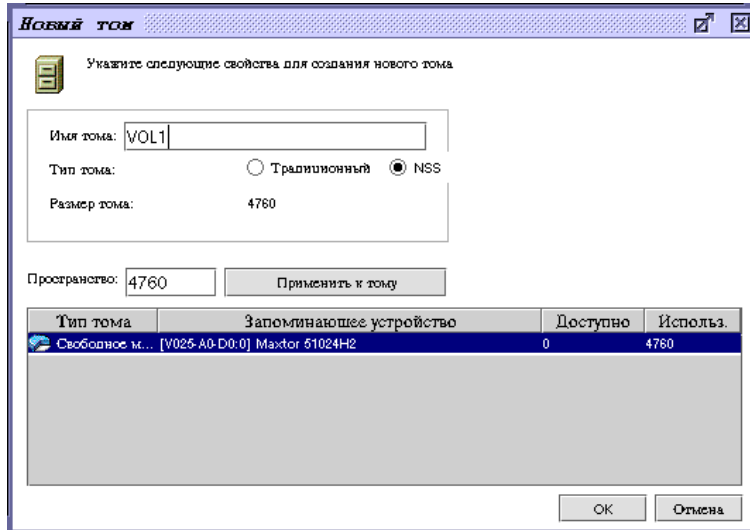 Новый том
Укажите следующие свойства для создания нового тома
Имя тома: VOL1
Тип тома: Традиционный NSS
Размер тома: 4760
Пространство: 4760 Применить к тому
Тип тома Запоминающее устройство Доступно Использ.
Свободное м... [V025-A0-D0:0] Maxtor 51024H2 0 4760
OK Отмена